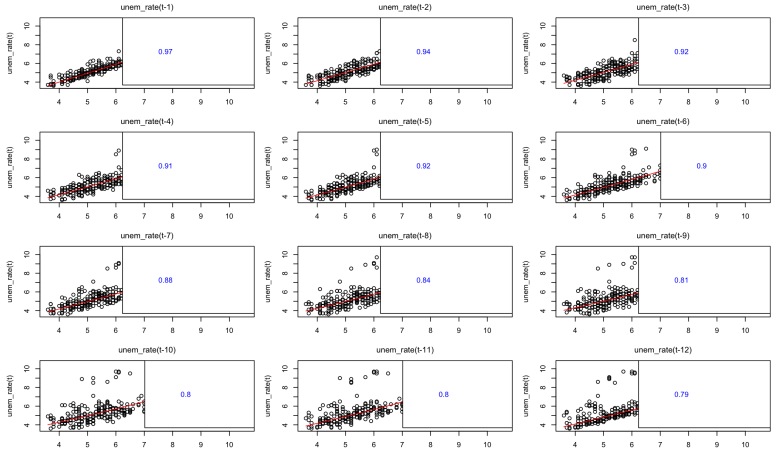 unem_rate(t-1) unem_rate(t-2) unem_rate(t-3)
unem_rate(t) 4 6 8 10 0.97 unem_rate(t) 4 6 8 10 0.94 unem_rate(t) 4 6 8 10 0.92
4 5 6 7 8 9 10 4 5 6 7 8 9 10 4 5 6 7 8 9 10
unem_rate(t-4) unem_rate(t-5) unem_rate(t-6)
unem_rate(t) 4 6 8 10 0.91 unem_rate(t) 4 6 8 10 0.92 unem_rate(t) 4 6 8 10 0.9
4 5 6 7 8 9 10 4 5 6 7 8 9 10 4 5 6 7 8 9 10
unem_rate(t-7) unem_rate(t-8) unem_rate(t-9)
unem_rate(t) 4 6 8 10 0.88 unem_rate(t) 4 6 8 10 0.84 unem_rate(t) 4 6 8 10 0.81
4 5 6 7 8 9 10 4 5 6 7 8 9 10 4 5 6 7 8 9 10
unem_rate(t-10) unem_rate(t-11) unem_rate(t-12)
unem_rate(t) 4 6 8 10 0.8 unem_rate(t) 4 6 8 10 0.8 unem_rate(t) 4 6 8 10 0.79
4 5 6 7 8 9 10 4 5 6 7 8 9 10 4 5 6 7 8 9 10